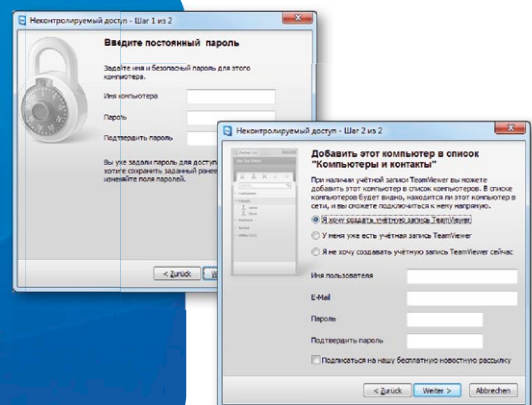 Неконтролируемый доступ - Шаг 1 из 2
Введите постоянный пароль
Задайте имя и безопасный пароль для этого
компьютера.
Имя компьютера
Пароль
Подтвердить пароль
Вы уже задали пароль для доступа
хотите сохранить заданный ранее
изменяйте поля паролей.
< Zurück
Неконтролируемый доступ - Шаг 2 из 2
Добавить этот компьютер в список
"Компьютеры и контакты"
При наличии учётной записи TeamViewer вы можете
добавить этот компьютер в список компьютеров. В списке
компьютеров будет видно, находится ли этот компьютер в
сети, и вы сможете подключиться к нему напрямую.
Я хочу создать учётную запись TeamViewer
У меня уже есть учётная запись TeamViewer
Я не хочу создавать учётную запись TeamViewer сейчас
Имя пользователя
E-Mail
Пароль
Подтвердить пароль
Подписаться на нашу бесплатную новостную рассылку
< Zurück
Weiter >
Abbrechen